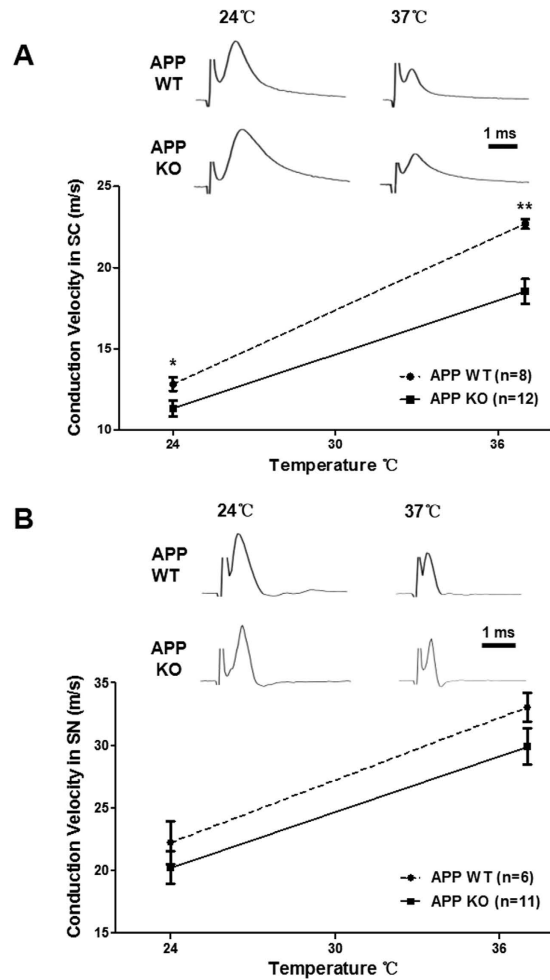 24℃ 37℃
A
APP
WT
APP
KO
1 ms
Conduction Velocity in SC (m/s)
25
20
15
10
*
**
APP WT (n=8)
APP KO (n=12)
24 30 36
Temperature ℃
B
24℃ 37℃
APP
WT
APP
KO
1 ms
Conduction Velocity in SN (m/s)
35
30
25
20
15
APP WT (n=6)
APP KO (n=11)
24 30 36
Temperature ℃